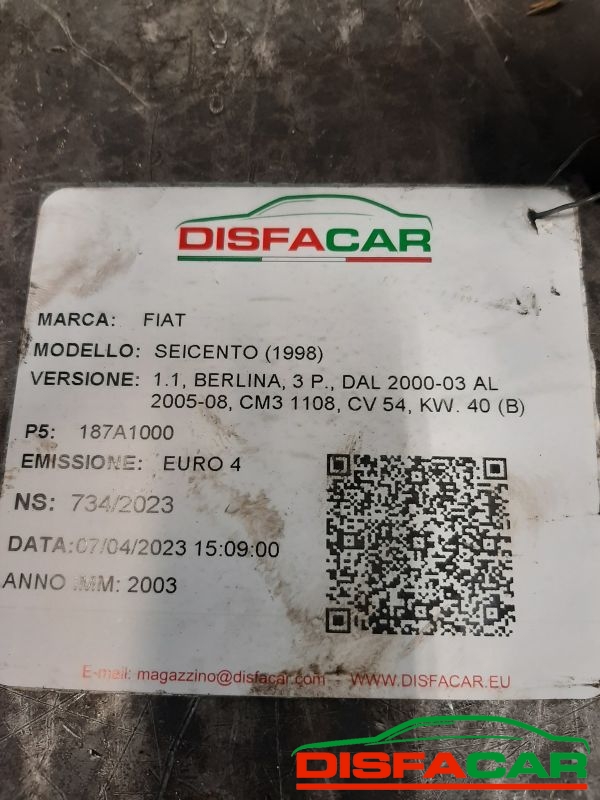 DISFACAR
MARCA: FIAT
MODELLO: SEICENTO (1998)
VERSIONE: 1.1, BERLINA, 3 P., DAL 2000-03 AL
2005-08, CM3 1108, CV 54, KW. 40 (B)
P5: 187A1000
EMISSIONE: EURO 4
NS: 734/2023
DATA:07/04/2023 15:09:00
ANNO IMM: 2003
E-mail: magazzino@disfacar.com - WWW.DISFACAR.EU
DISFACAR